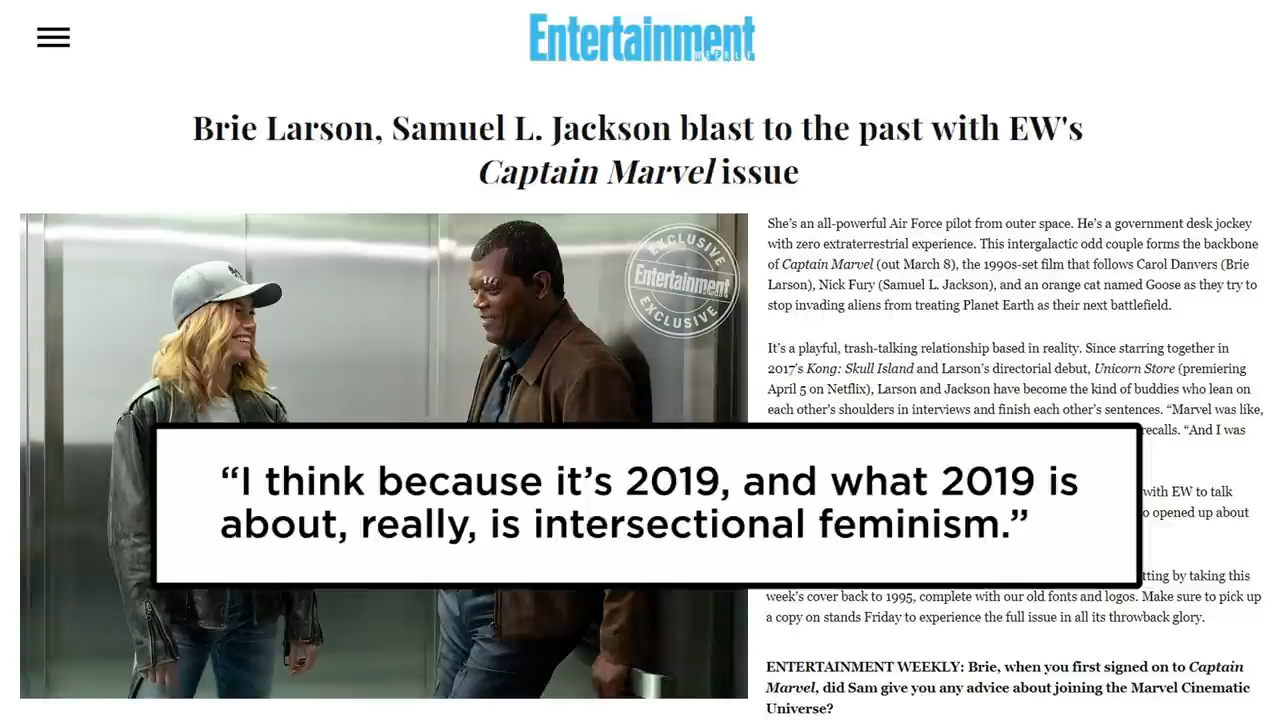 Entertainment
WEEKLY
Brie Larson, Samuel L. Jackson blast to the past with EW's
Captain Marvel issue
EXCLUSIVE
Entertainment
EXCLUSIVE
She's an all-powerful Air Force pilot from outer space. He's a government desk jockey
with zero extraterrestrial experience. This intergalactic odd couple forms the backbone
of Captain Marvel (out March 8), the 1990s-set film that follows Carol Danvers (Brie
Larson), Nick Fury (Samuel L. Jackson), and an orange cat named Goose as they try to
stop invading aliens from treating Planet Earth as their next battlefield.
It's a playful, trash-talking relationship based in reality. Since starring together in
2017's Kong: Skull Island and Larson's directorial debut, Unicorn Store (premiering
April 5 on Netflix), Larson and Jackson have become the kind of buddies who lean on
each other's shoulders in interviews and finish each other's sentences. “Marvel was like,
recalls. “And I was
“I think because it's 2019, and what 2019 is
about, really, is intersectional feminism.”
with EW to talk
opened up about
by taking this
week's cover back to 1995, complete with our old fonts and logos. Make sure to pick up
a copy on stands Friday to experience the full issue in all its throwback glory.
ENTERTAINMENT WEEKLY: Brie, when you first signed on to Captain
Marvel, did Sam give you any advice about joining the Marvel Cinematic
Universe?